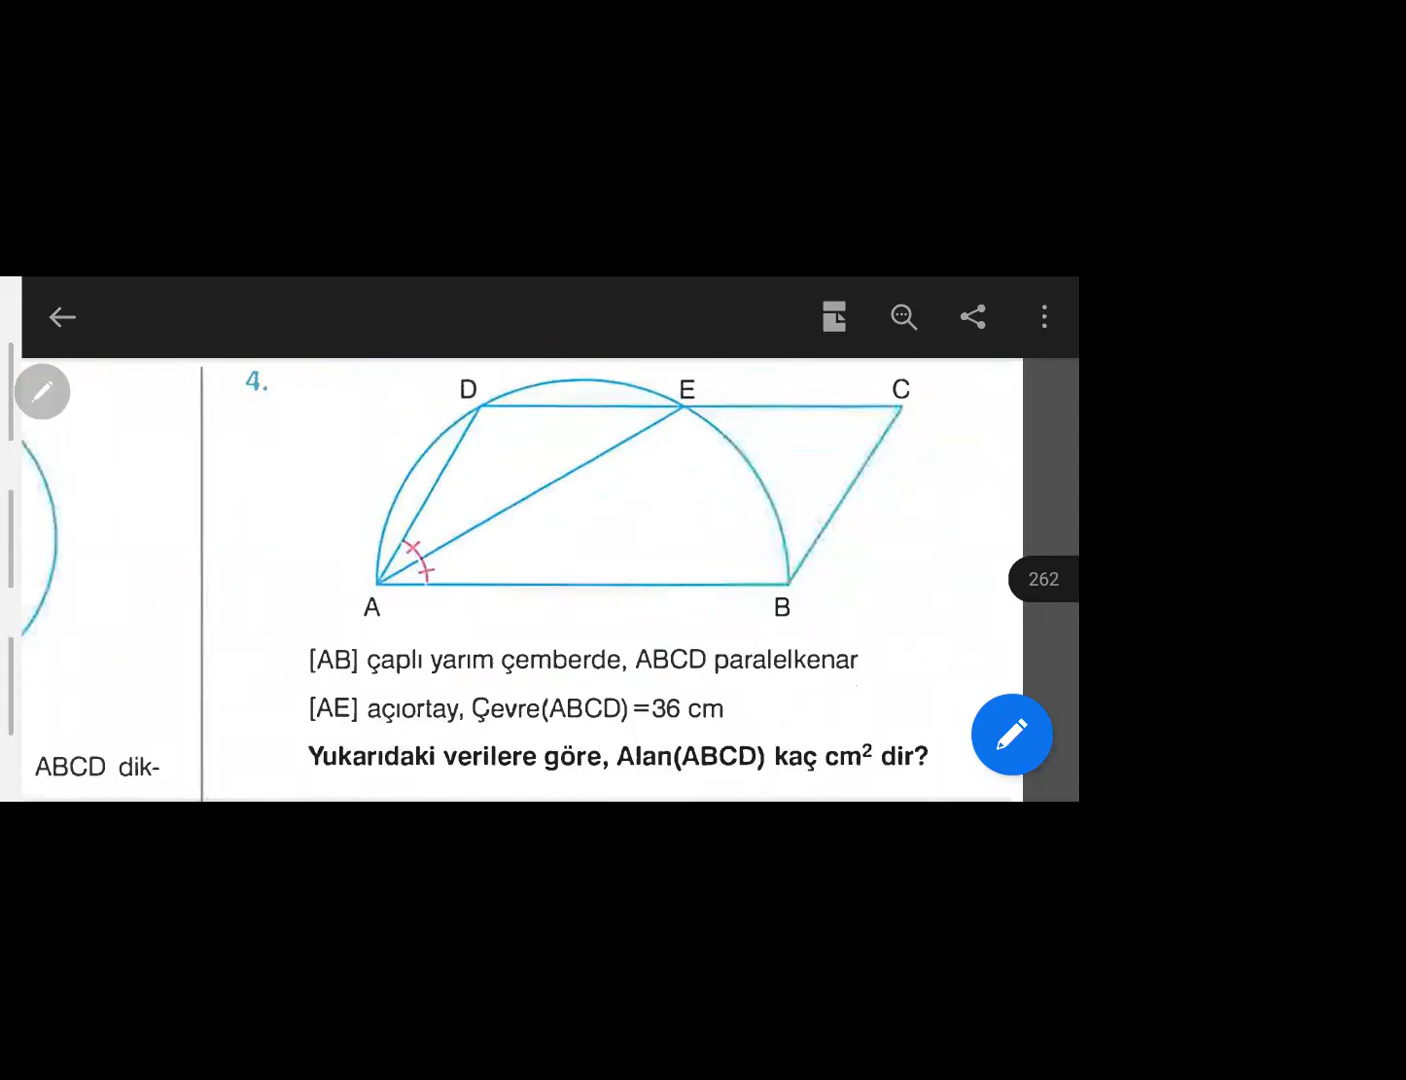 4.
D E C
A B
262
[AB] çaplı yarım çemberde, ABCD paralelkenar
[AE] açıortay, Çevre(ABCD)=36 cm
Yukarıdaki verilere göre, Alan(ABCD) kaç cm² dir?
ABCD dik-